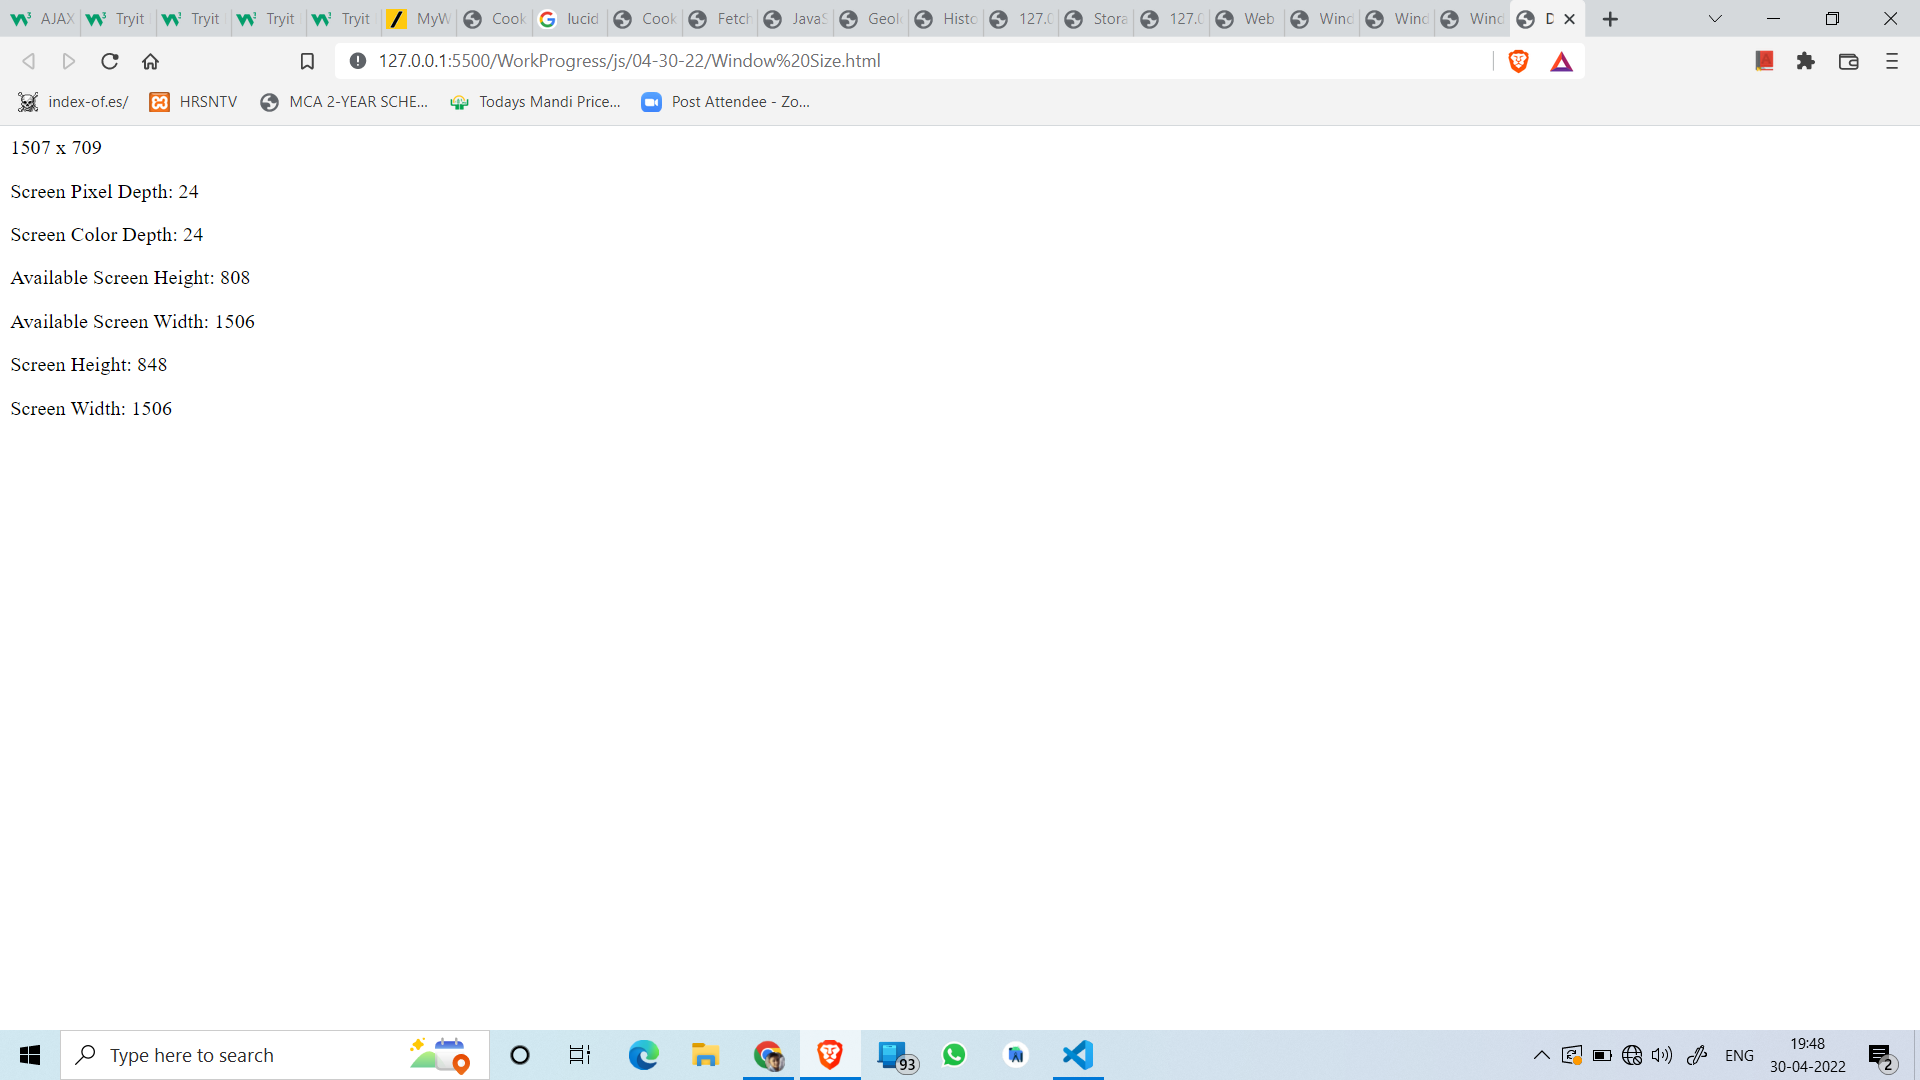 AJAX
Tryit
Tryit
Tryit
Tryit
MyW
Cook
lucid
Cook
Fetch
JavaS
Geol
Histo
127.0
Stora
127.0
Web
Wind
Wind
Wind
D
127.0.0.1:5500/WorkProgress/js/04-30-22/Window%20Size.html
index-of.es/
HRSNTV
MCA 2-YEAR SCHE...
Todays Mandi Price...
Post Attendee - Zo...
1507 x 709
Screen Pixel Depth: 24
Screen Color Depth: 24
Available Screen Height: 808
Available Screen Width: 1506
Screen Height: 848
Screen Width: 1506
Type here to search
93
ENG
19:48
30-04-2022
2